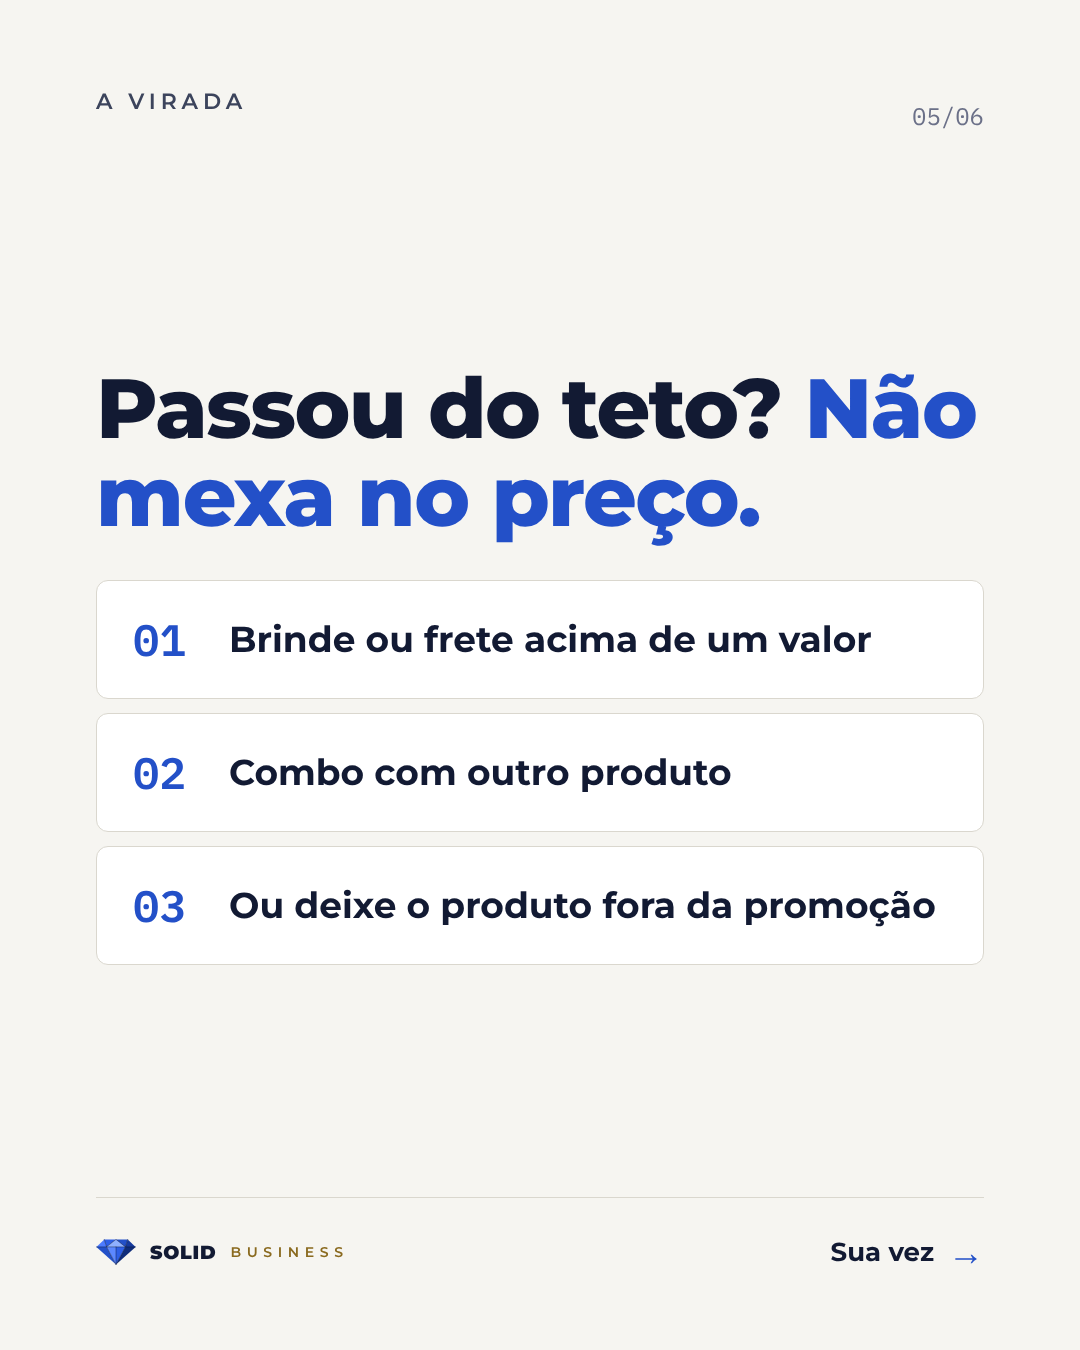 A VIRADA
05/06
Passou do teto? Não
mexa no preço.
01 Brinde ou frete acima de um valor
02 Combo com outro produto
03 Ou deixe o produto fora da promoção
SOLID BUSINESS
Sua vez →